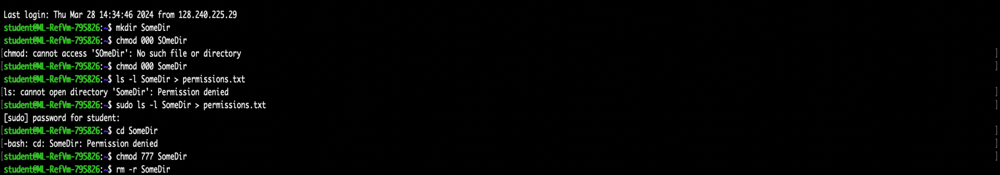 Last login: Thu Mar 28 14:34:46 2024 from 128.240.225.29
student@ML-RefVm-795826:~$ mkdir SomeDir
student@ML-RefVm-795826:~$ chmod 000 SOmeDir
[chmod: cannot access 'SOmeDir': No such file or directory ]
[student@ML-RefVm-795826:~$ chmod 000 SomeDir ]
student@ML-RefVm-795826:~$ ls -l SomeDir > permissions.txt
[ls: cannot open directory 'SomeDir': Permission denied ]
[student@ML-RefVm-795826:~$ sudo ls -l SomeDir > permissions.txt ]
[sudo] password for student:
[student@ML-RefVm-795826:~$ cd SomeDir ]
[-bash: cd: SomeDir: Permission denied ]
[student@ML-RefVm-795826:~$ chmod 777 SomeDir ]
student@ML-RefVm-795826:~$ rm -r SomeDir